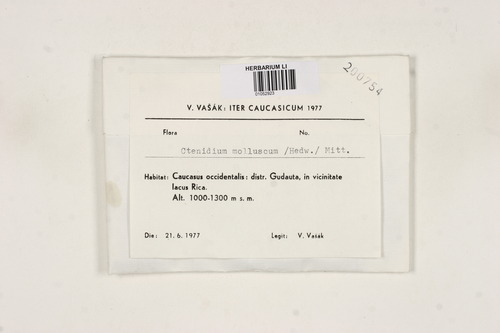 HERBARIUM LI
01052923
200754
V. VAŠÁK: ITER CAUCASICUM 1977
Flora No.
Ctenidium molluscum /Hedw./ Mitt.
Habitat: Caucasus occidentalis: distr. Gudauta, in vicinitate
lacus Rica.
Alt. 1000-1300 m s. m.
Die: 21. 6. 1977 Legit: V. Vašák